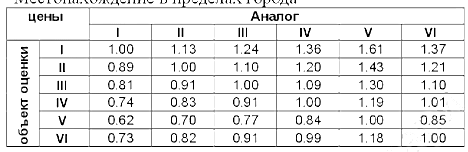 Местонахождение в пределах города
цены Аналог
I II III IV V VI
объект оценки
I 1.00 1.13 1.24 1.36 1.61 1.37
II 0.89 1.00 1.10 1.20 1.43 1.21
III 0.81 0.91 1.00 1.09 1.30 1.10
IV 0.74 0.83 0.91 1.00 1.19 1.01
V 0.62 0.70 0.77 0.84 1.00 0.85
VI 0.73 0.82 0.91 0.99 1.18 1.00